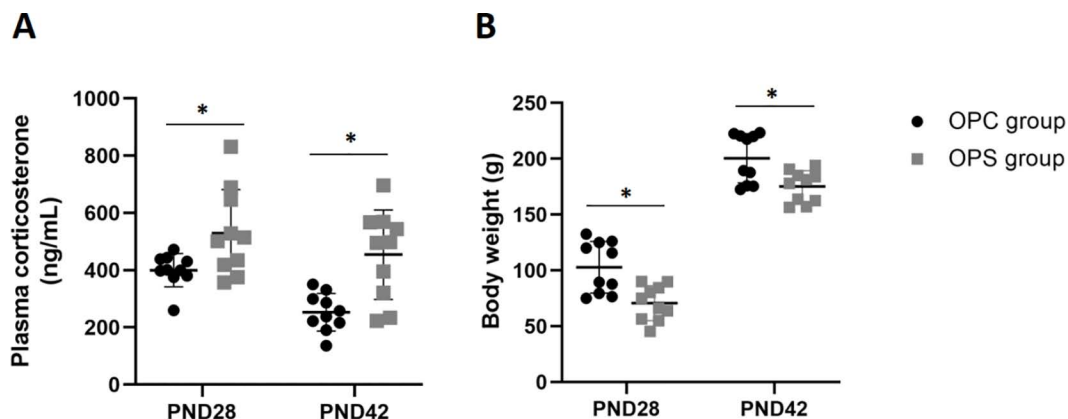 A
B
Plasma corticosterone
(ng/mL)
1000
800
600
400
200
0
*
*
PND28
PND42
Body weight (g)
250
200
150
100
50
0
*
*
PND28
PND42
OPC group
OPS group